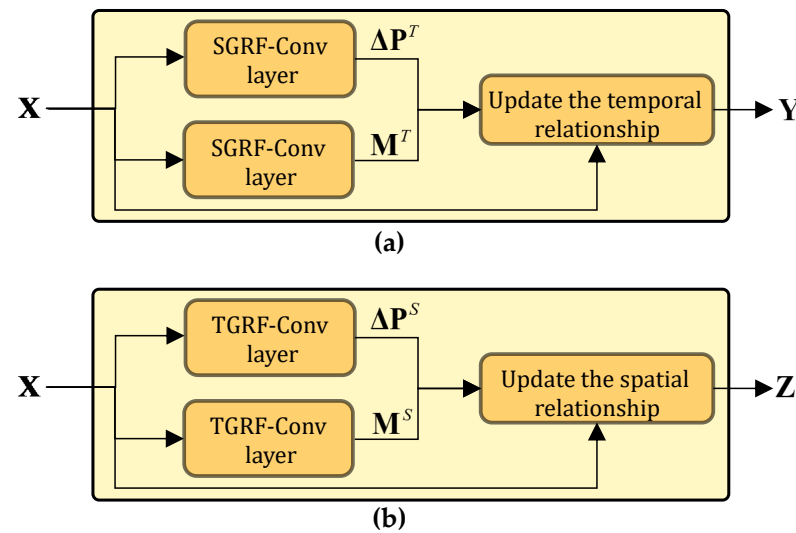 SGRF-Conv
layer
ΔP^T
X
Update the temporal
relationship
Y
SGRF-Conv
layer
M^T
(a)
TGRF-Conv
layer
ΔP^S
X
Update the spatial
relationship
Z
TGRF-Conv
layer
M^S
(b)